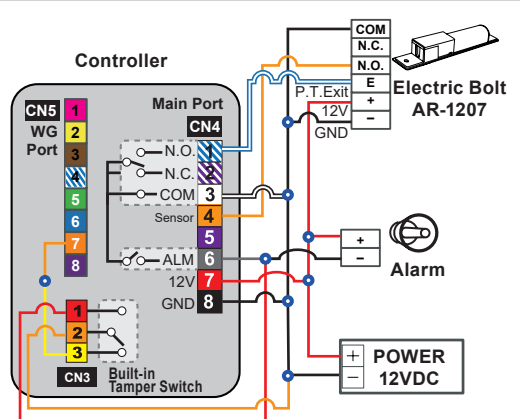 Controller
CN5
WG
Port
1
2
3
4
5
6
7
8
Main Port
CN4
N.O.
1
N.C.
2
COM
3
Sensor
4
5
ALM
6
12V
7
GND
8
1
2
3
CN3
Built-in
Tamper Switch
COM
N.C.
N.O.
E
+
−
P.T.Exit
12V
GND
Electric Bolt
AR-1207
+
−
Alarm
+
−
POWER
12VDC